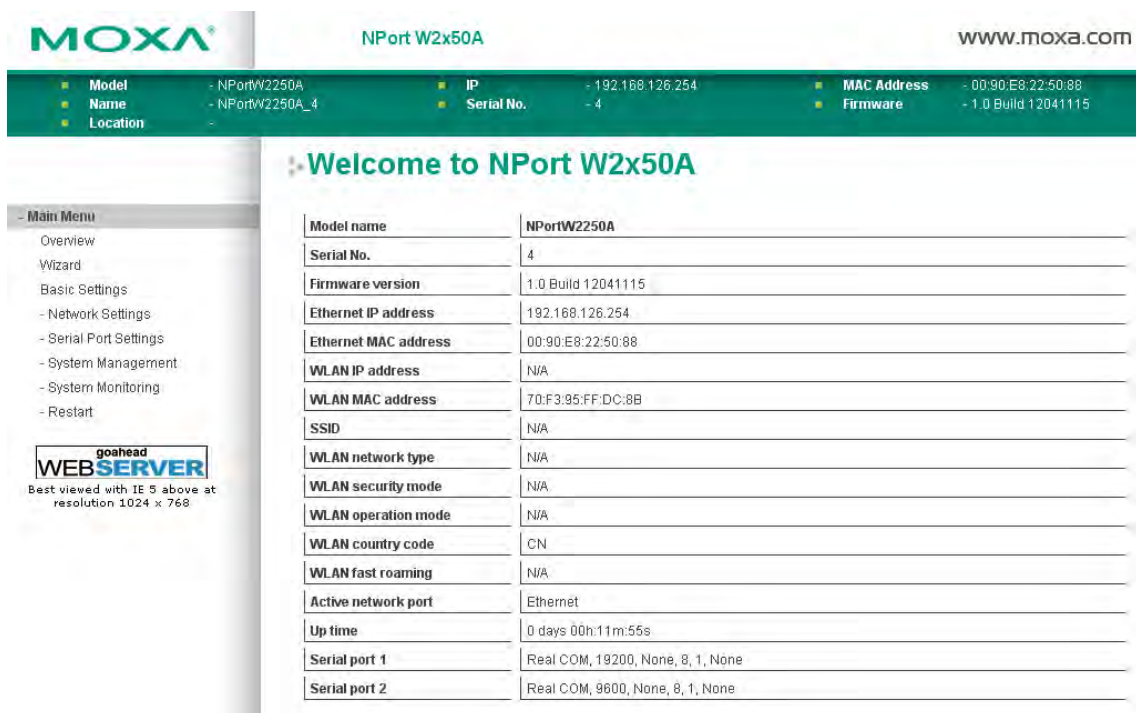 MOXA® NPort W2x50A www.moxa.com
Model - NPortW2250A IP - 192.168.126.254 MAC Address - 00:90:E8:22:50:88
Name - NPortW2250A_4 Serial No. - 4 Firmware - 1.0 Build 12041115
Location -
Welcome to NPort W2x50A
- Main Menu
Overview
Wizard
Basic Settings
- Network Settings
- Serial Port Settings
- System Management
- System Monitoring
- Restart
goahead
WEBSERVER
Best viewed with IE 5 above at
resolution 1024 x 768
Model name NPortW2250A
Serial No. 4
Firmware version 1.0 Build 12041115
Ethernet IP address 192.168.126.254
Ethernet MAC address 00:90:E8:22:50:88
WLAN IP address N/A
WLAN MAC address 70:F3:95:FF:DC:8B
SSID N/A
WLAN network type N/A
WLAN security mode N/A
WLAN operation mode N/A
WLAN country code CN
WLAN fast roaming N/A
Active network port Ethernet
Up time 0 days 00h:11m:55s
Serial port 1 Real COM, 19200, None, 8, 1, None
Serial port 2 Real COM, 9600, None, 8, 1, None